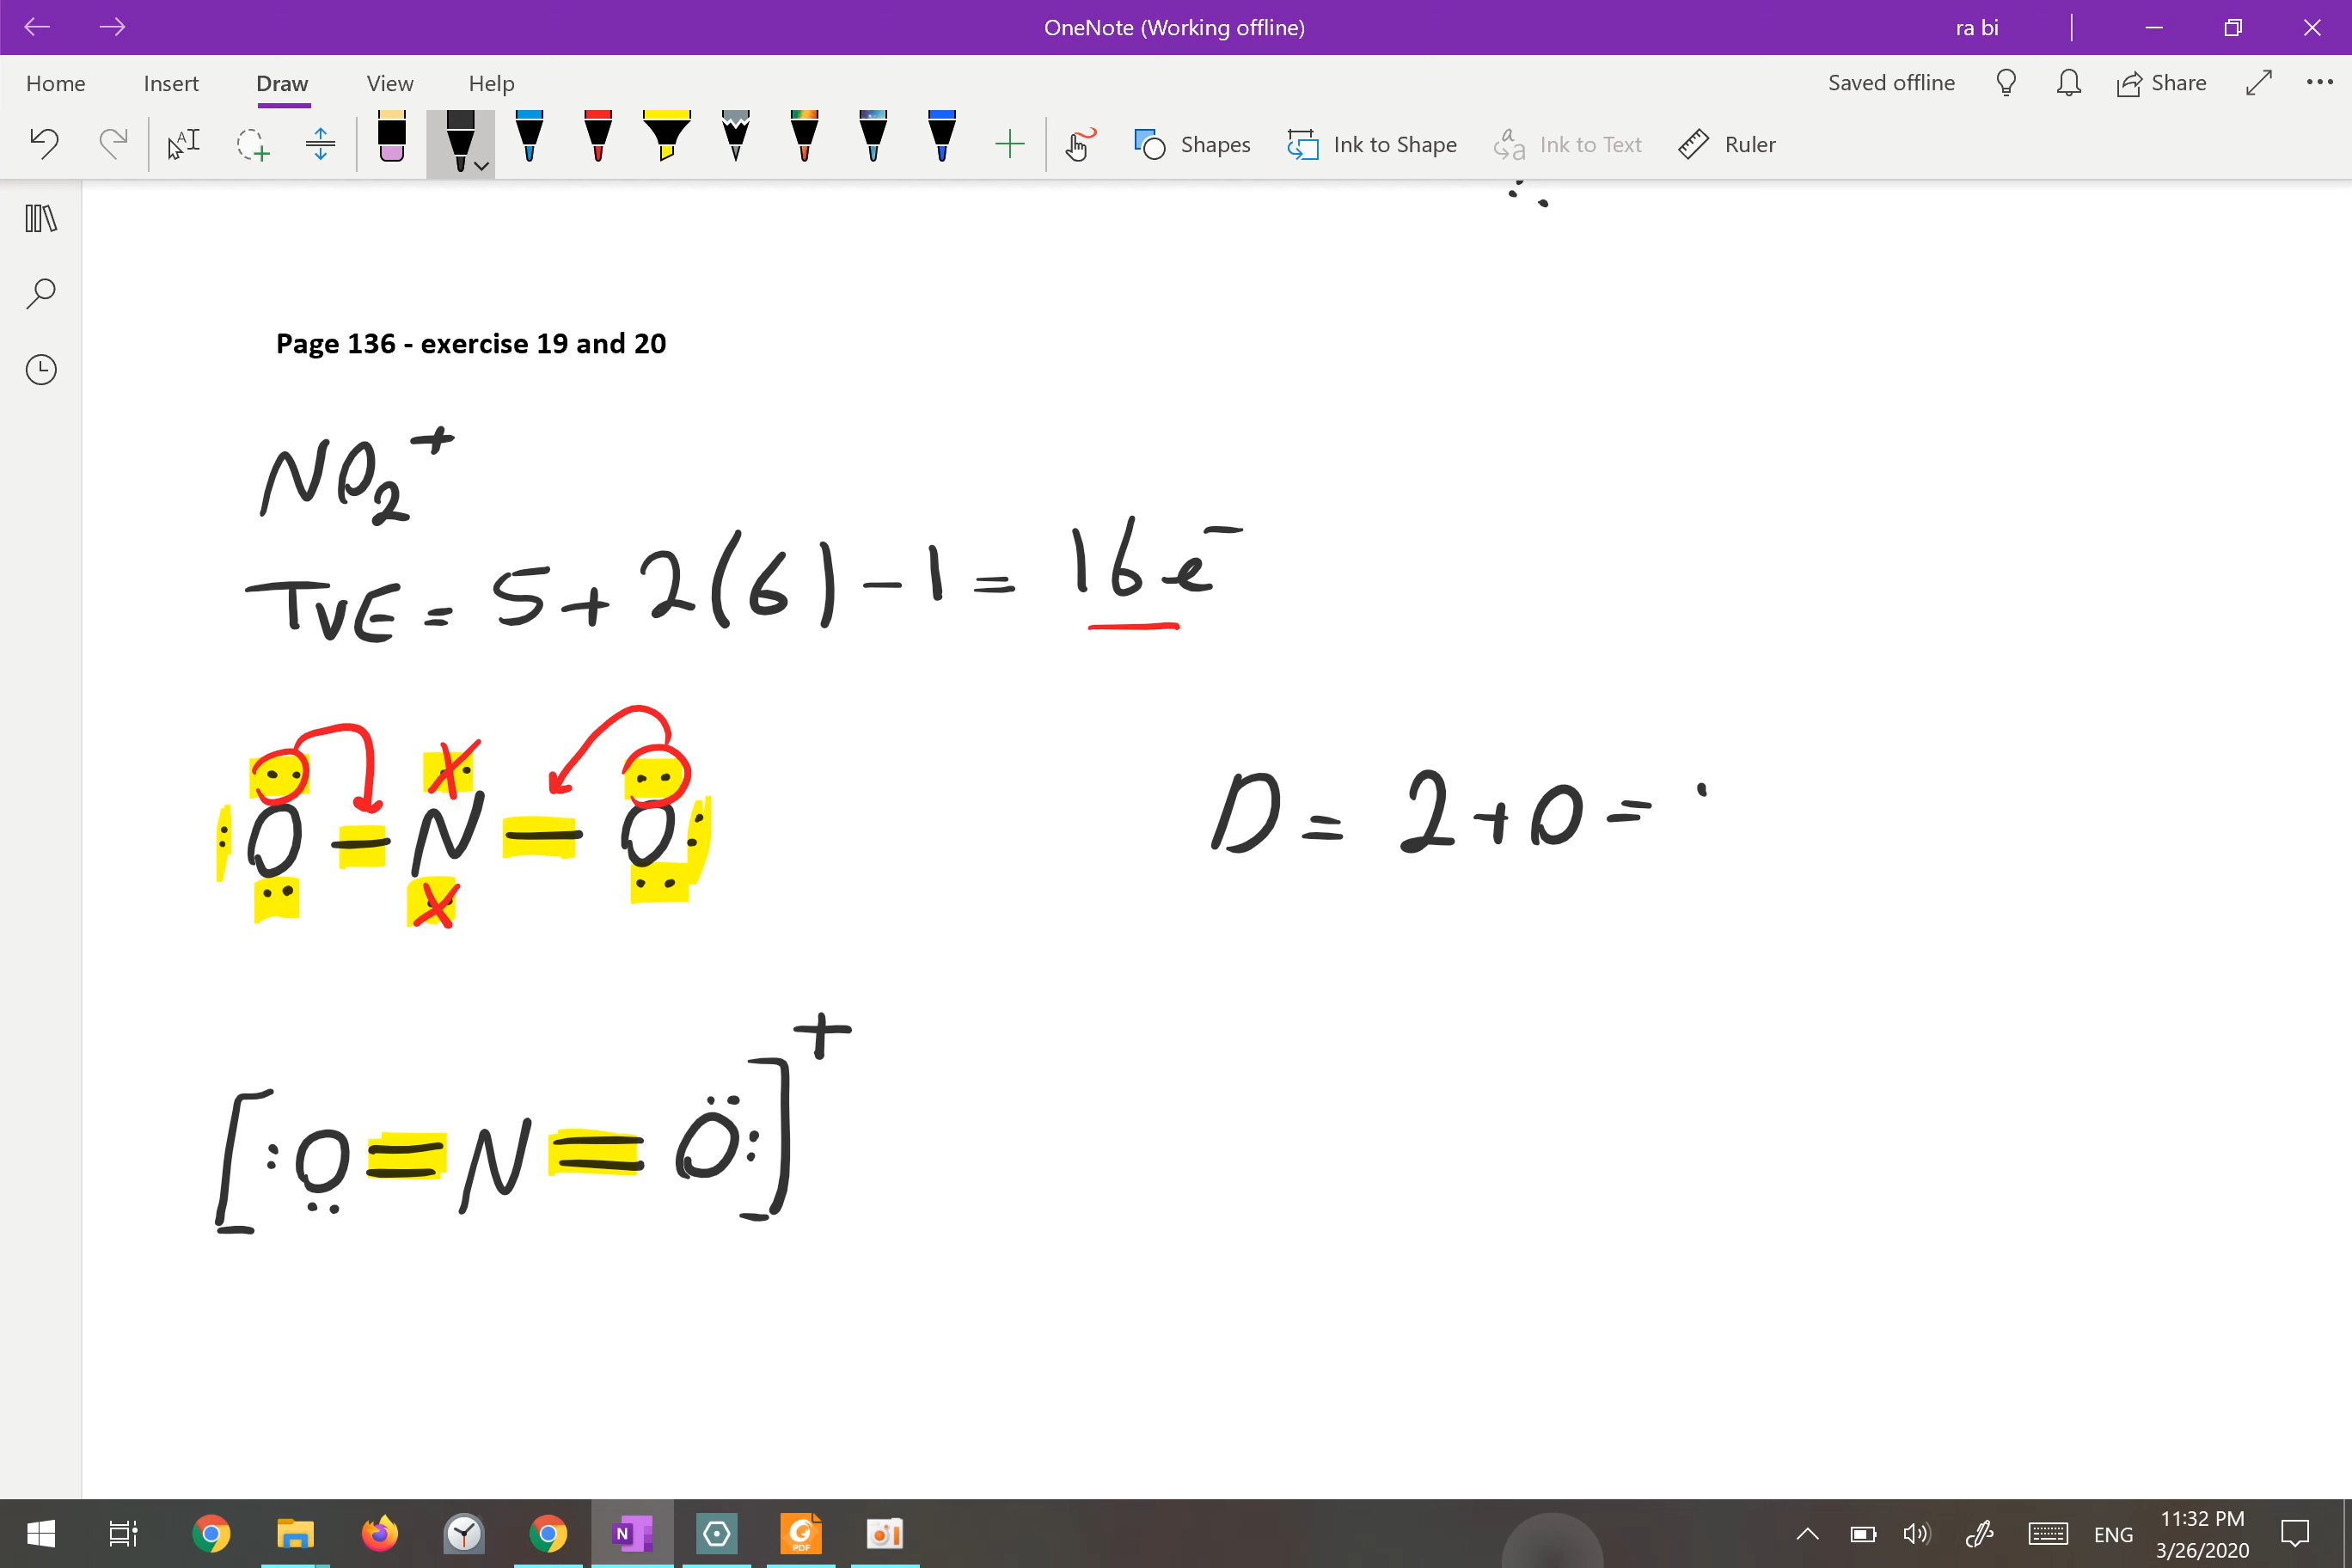 OneNote (Working offline)
ra bi
Home Insert Draw View Help
Saved offline Share
Shapes Ink to Shape Ink to Text Ruler
Page 136 - exercise 19 and 20
NO₂⁺
TVE = 5 + 2(6) - 1 = 16 e⁻
:O = N = O:
D = 2 + 0 =
[:O = N = O:]⁺
ENG
11:32 PM
3/26/2020